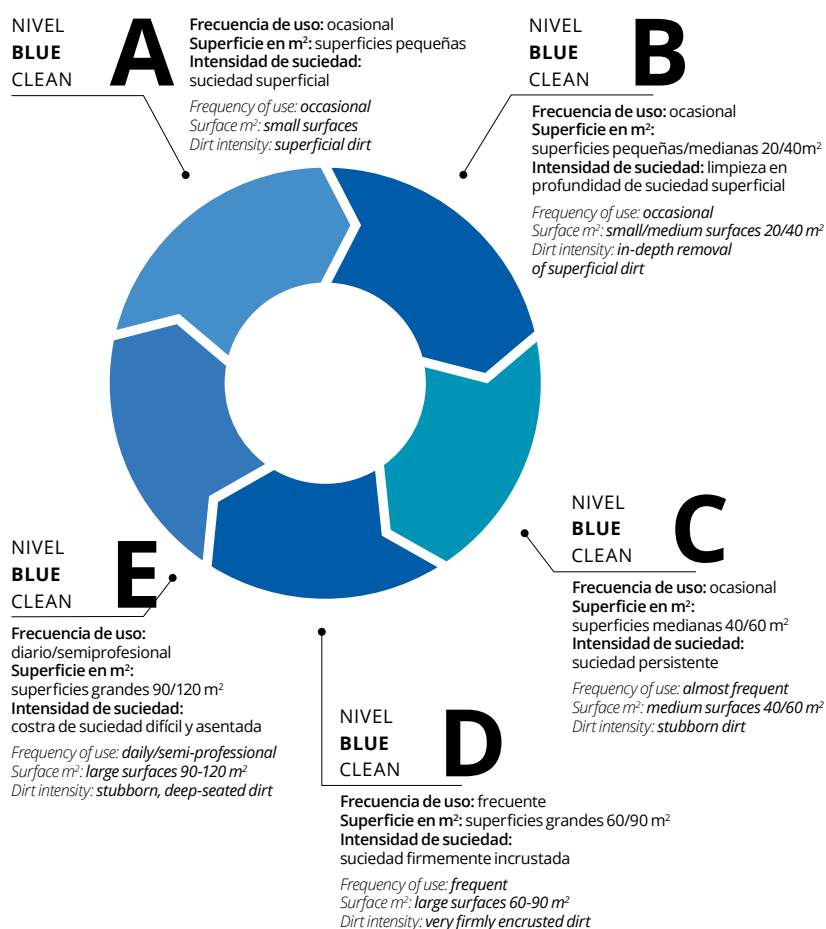 NIVEL
BLUE
CLEAN
A
Frecuencia de uso: ocasional
Superficie en m²: superficies pequeñas
Intensidad de suciedad:
suciedad superficial
Frequency of use: occasional
Surface m²: small surfaces
Dirt intensity: superficial dirt
NIVEL
BLUE
CLEAN
B
Frecuencia de uso: ocasional
Superficie en m²:
superficies pequeñas/medianas 20/40m²
Intensidad de suciedad: limpieza en
profundidad de suciedad superficial
Frequency of use: occasional
Surface m²: small/medium surfaces 20/40 m²
Dirt intensity: in-depth removal
of superficial dirt
NIVEL
BLUE
CLEAN
C
Frecuencia de uso: ocasional
Superficie en m²:
superficies medianas 40/60 m²
Intensidad de suciedad:
suciedad persistente
Frequency of use: almost frequent
Surface m²: medium surfaces 40/60 m²
Dirt intensity: stubborn dirt
NIVEL
BLUE
CLEAN
D
Frecuencia de uso: frecuente
Superficie en m²: superficies grandes 60/90 m²
Intensidad de suciedad:
suciedad firmemente incrustada
Frequency of use: frequent
Surface m²: large surfaces 60-90 m²
Dirt intensity: very firmly encrusted dirt
NIVEL
BLUE
CLEAN
E
Frecuencia de uso:
diario/semiprofesional
Superficie en m²:
superficies grandes 90/120 m²
Intensidad de suciedad:
costra de suciedad difícil y asentada
Frequency of use: daily/semi-professional
Surface m²: large surfaces 90-120 m²
Dirt intensity: stubborn, deep-seated dirt